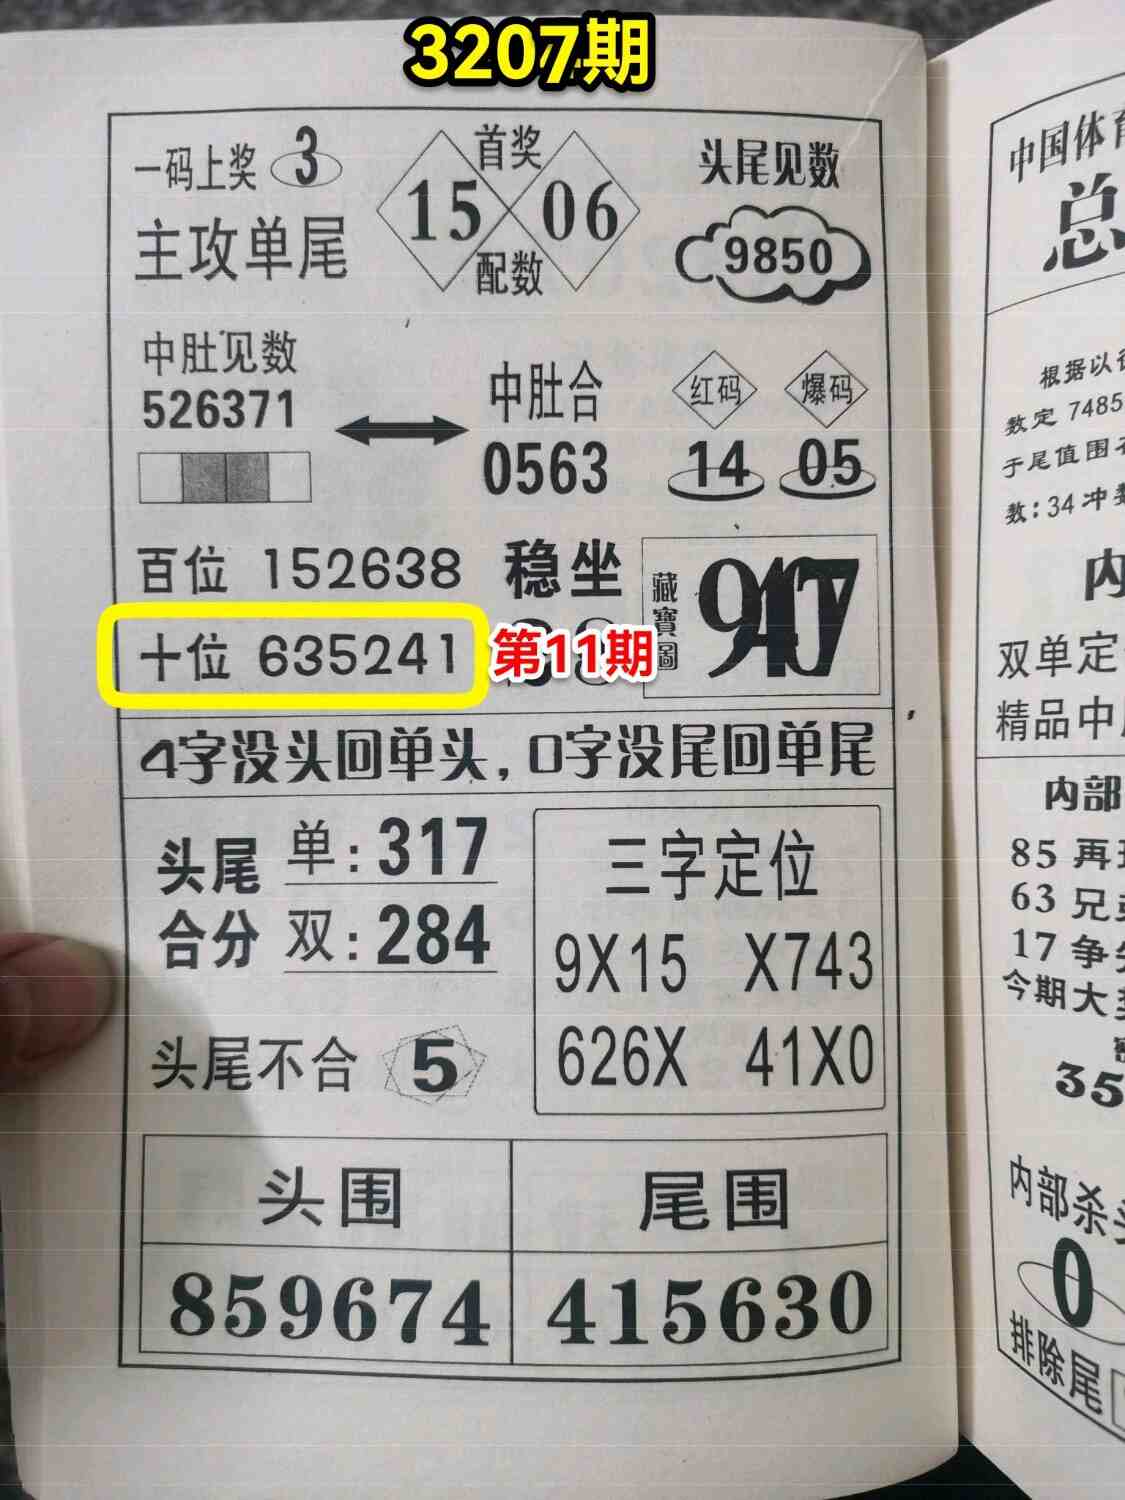 3207期
一码上奖 3
主攻单尾
首奖
15 06
配数
头尾见数
9850
中肚见数
526371
中肚合
0563
红码 爆码
14 05
百位 152638
十位 635241
稳坐
第11期
藏寶圖
4字没头回单头,0字没尾回单尾
头尾合分
单:317
双:284
头尾不合 5
三字定位
9X15 X743
626X 41X0
头围 尾围
859674 415630
中国体育
总
根据以
数定 7485
于尾值围
数:34冲
内
双单定
精品中
内部
85 再
63 兄
17 争
今期大
35
内部杀
0
排除尾